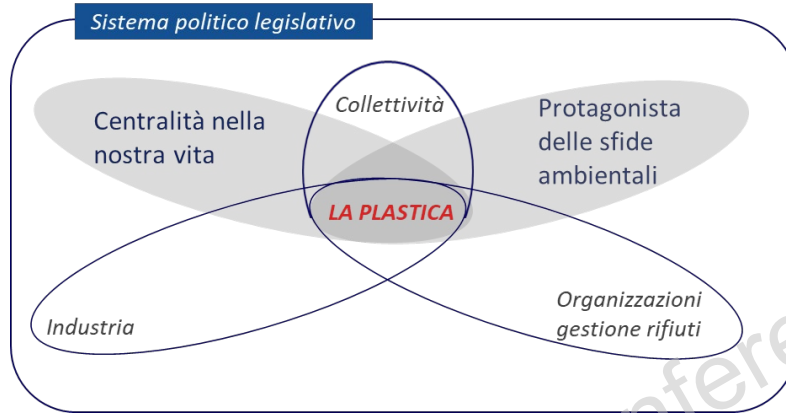 Sistema politico legislativo
Collettività
Centralità nella
nostra vita
Protagonista
delle sfide
ambientali
LA PLASTICA
Industria
Organizzazioni
gestione rifiuti